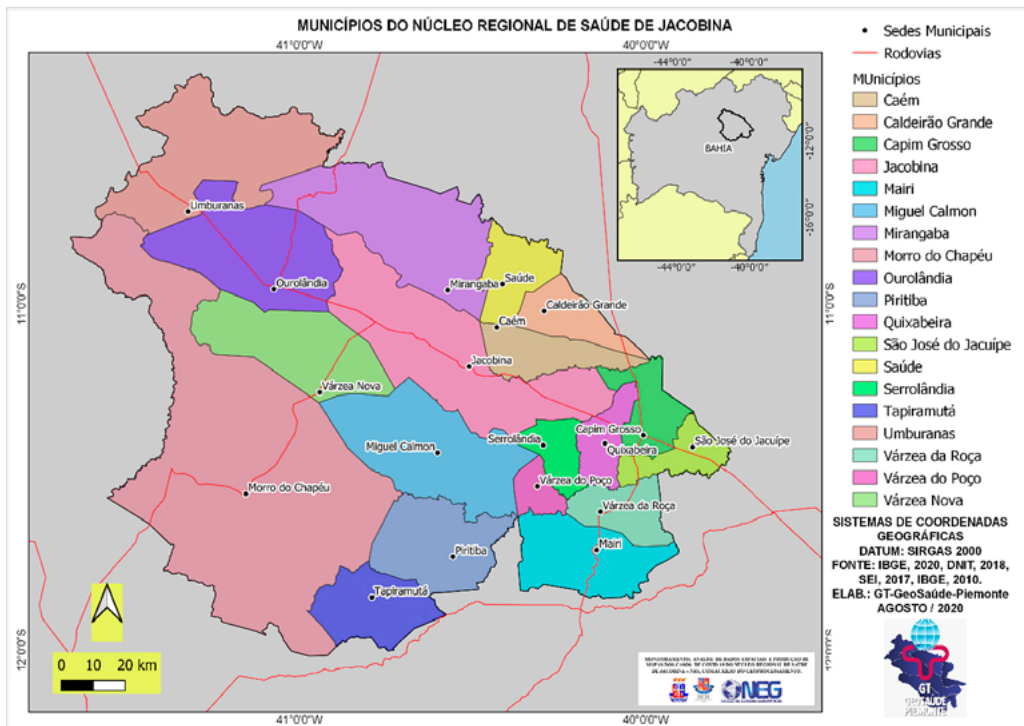 MUNICÍPIOS DO NÚCLEO REGIONAL DE SAÚDE DE JACOBINA
41°0'0"W
40°0'0"W
Sedes Municipais
Rodovias
MUnicípios
Caém
Caldeirão Grande
Capim Grosso
Jacobina
Mairi
Miguel Calmon
Mirangaba
Morro do Chapéu
Ourolândia
Piritiba
Quixabeira
São José do Jacuípe
Saúde
Serrolândia
Tapiramutá
Umburanas
Várzea da Roça
Várzea do Poço
Várzea Nova
-44°0'0"
-40°0'0"
-12°0'0"
-16°0'0"
BAHIA
-44°0'0"
-40°0'0"
Umburanas
Ourolândia
Mirangaba
Saúde
Caldeirão Grande
Caém
Jacobina
Várzea Nova
Capim Grosso
Serrolândia
São José do Jacuípe
Miguel Calmon
Quixabeira
Várzea do Poço
Morro do Chapéu
Várzea da Roça
Mairi
Piritiba
Tapiramutá
11°0'0"S
11°0'0"S
12°0'0"S
12°0'0"S
0 10 20 km
41°0'0"W
40°0'0"W
SISTEMAS DE COORDENADAS
GEOGRÁFICAS
DATUM: SIRGAS 2000
FONTE: IBGE, 2020, DNIT, 2018,
SEI, 2017, IBGE, 2010.
ELAB.: GT-GeoSaúde-Piemonte
AGOSTO / 2020
NEG
GT
GEOSAÚDE
PIEMONTE